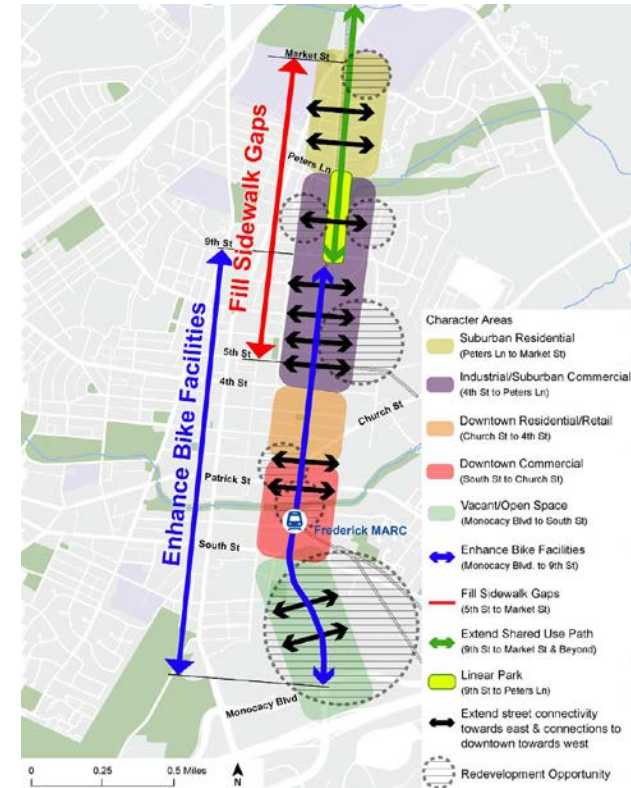 Market St
Peters Ln
Fill Sidewalk Gaps
9th St
5th St
4th St
Church St
Enhance Bike Facilities
Patrick St
Frederick MARC
South St
Monocacy Blvd
0 0.25 0.5 Miles
N
Character Areas
Suburban Residential
(Peters Ln to Market St)
Industrial/Suburban Commercial
(4th St to Peters Ln)
Downtown Residential/Retail
(Church St to 4th St)
Downtown Commercial
(South St to Church St)
Vacant/Open Space
(Monocacy Blvd to South St)
Enhance Bike Facilities
(Monocacy Blvd. to 9th St)
Fill Sidewalk Gaps
(5th St to Market St)
Extend Shared Use Path
(9th St to Market St & Beyond)
Linear Park
(9th St to Peters Ln)
Extend street connectivity
towards east & connections to
downtown towards west
Redevelopment Opportunity